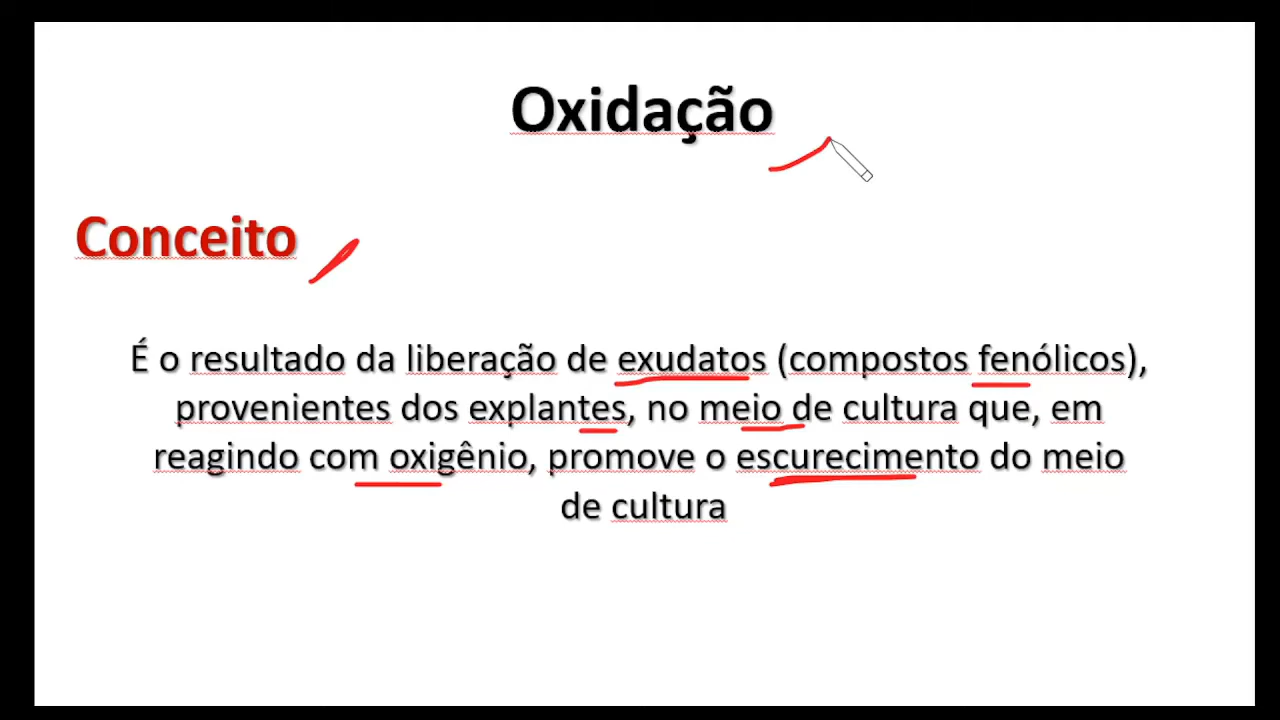 Oxidação
Conceito
É o resultado da liberação de exudatos (compostos fenólicos),
provenientes dos explantes, no meio de cultura que, em
reagindo com oxigênio, promove o escurecimento do meio
de cultura